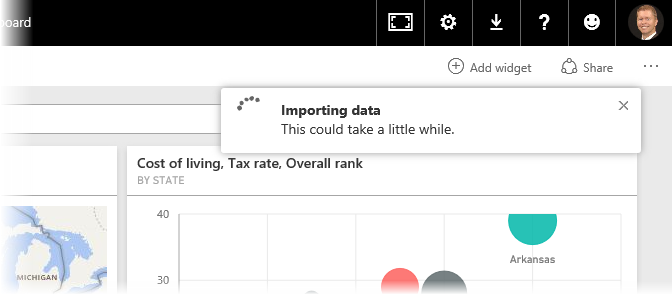 board
?
Add widget
Share
...
Importing data
This could take a little while.
Cost of living, Tax rate, Overall rank
BY STATE
40
Arkansas
MICHIGAN
30